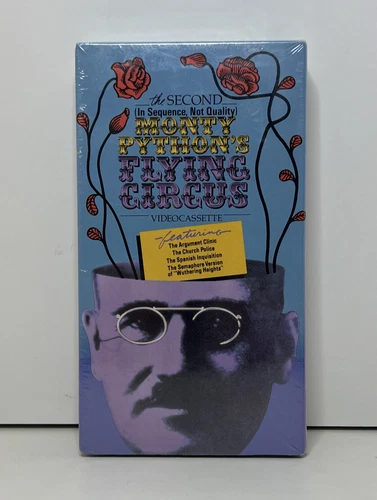 the SECOND
(In Sequence, Not Quality)
MONTY
PYTHON'S
FLYING
CIRCUS
VIDEOCASSETTE
featuring
The Argument Clinic
The Church Police
The Spanish Inquisition
The Semaphore Version
of "Wuthering Heights"